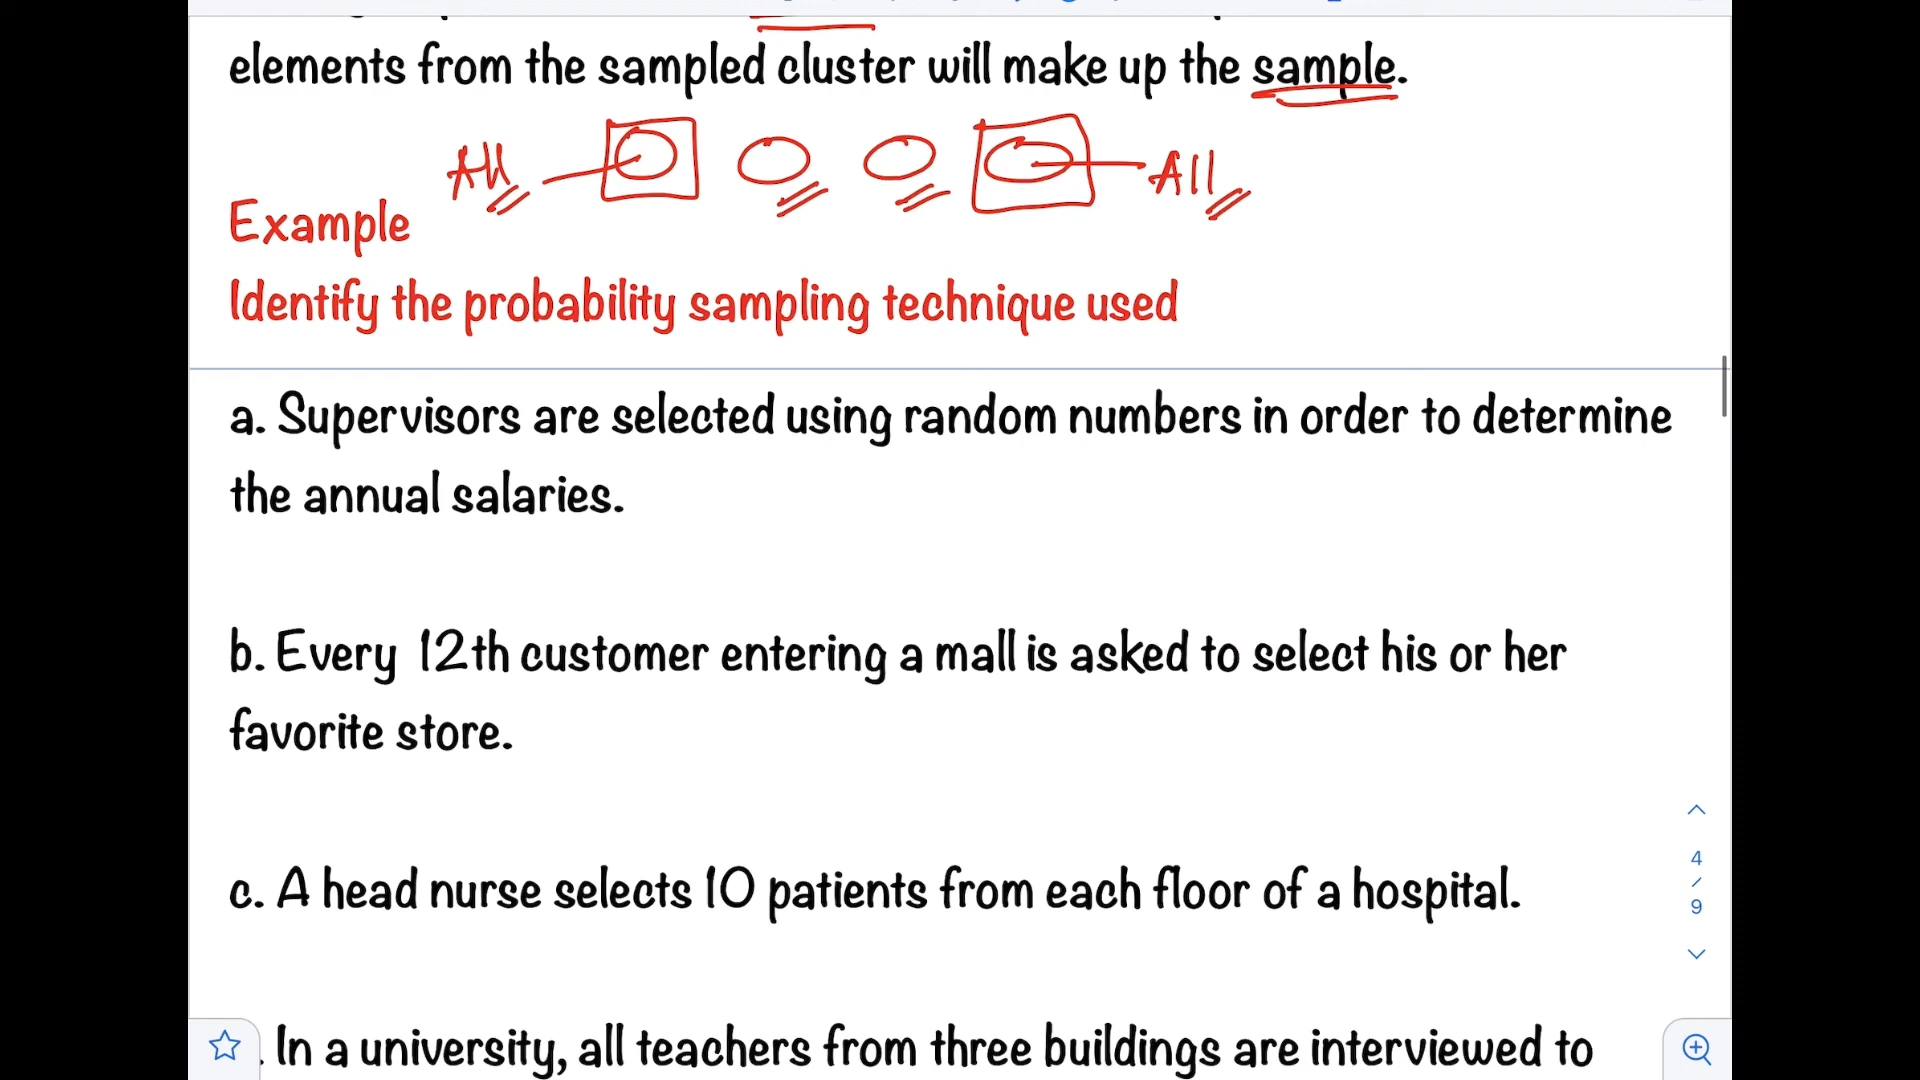 elements from the sampled cluster will make up the sample.
All All
Example
Identify the probability sampling technique used
a. Supervisors are selected using random numbers in order to determine
the annual salaries.
b. Every 12th customer entering a mall is asked to select his or her
favorite store.
c. A head nurse selects 10 patients from each floor of a hospital.
4
/
9
. In a university, all teachers from three buildings are interviewed to